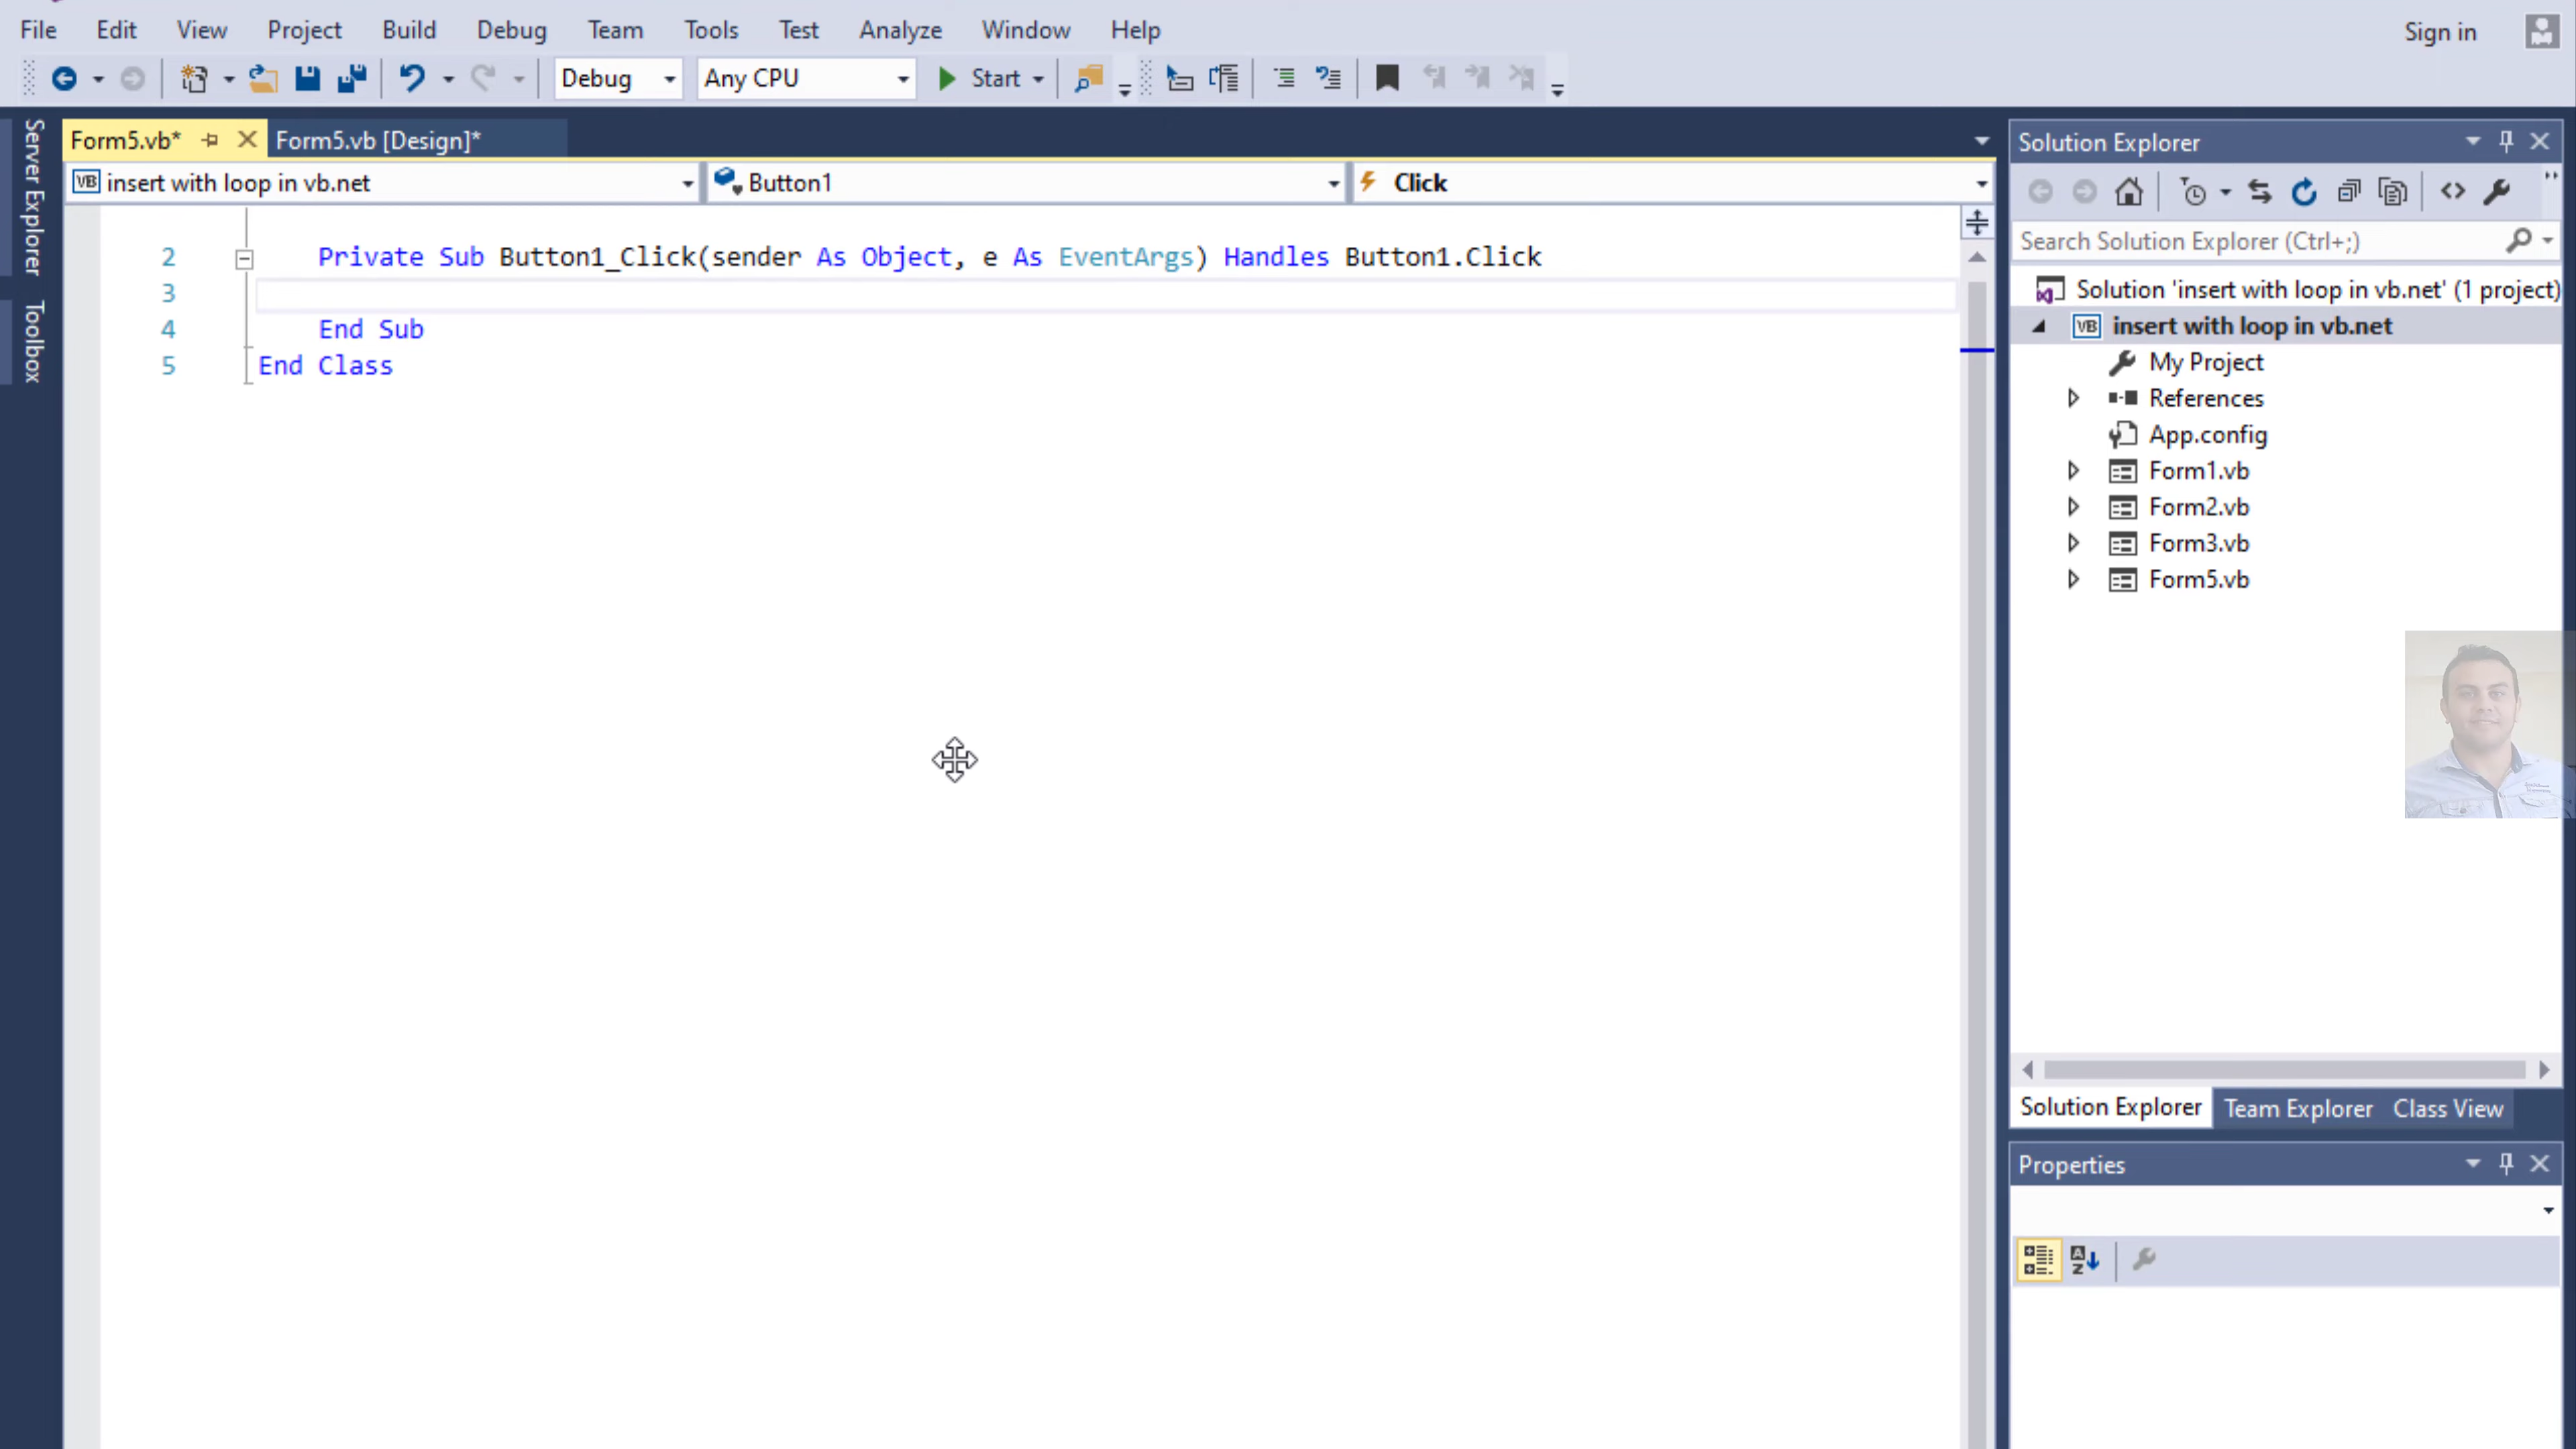 File Edit View Project Build Debug Team Tools Test Analyze Window Help Sign in
Debug Any CPU Start
Server Explorer
Toolbox
Form5.vb* Form5.vb [Design]*
insert with loop in vb.net Button1 Click
2 Private Sub Button1_Click(sender As Object, e As EventArgs) Handles Button1.Click
3
4 End Sub
5 End Class
Solution Explorer
Search Solution Explorer (Ctrl+;)
Solution 'insert with loop in vb.net' (1 project)
VB insert with loop in vb.net
My Project
References
App.config
Form1.vb
Form2.vb
Form3.vb
Form5.vb
Solution Explorer Team Explorer Class View
Properties